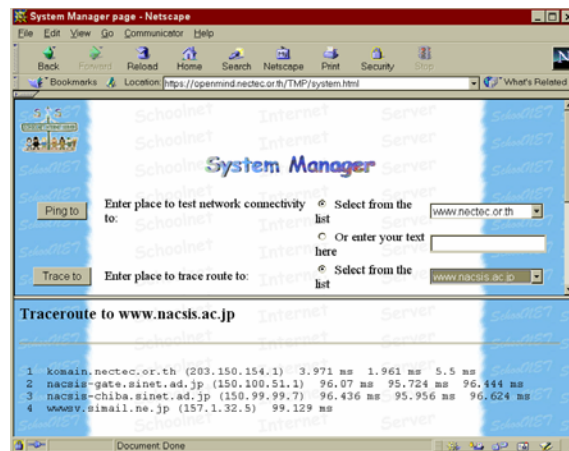 System Manager page - Netscape
File Edit View Go Communicator Help
Back Forward Reload Home Search Netscape Print Security Stop
Bookmarks Location: https://openmind.nectec.or.th/TMP/system.html What's Related
Schoolnet Internet Server
System Manager
Ping to
Enter place to test network connectivity to:
Select from the list
www.nectec.or.th
Or enter your text here
Trace to
Enter place to trace route to:
Select from the list
www.nacsis.ac.jp
Traceroute to www.nacsis.ac.jp
1 komain.nectec.or.th (203.150.154.1) 3.971 ms 1.961 ms 5.5 ms
2 nacsis-gate.sinet.ad.jp (150.100.51.1) 96.07 ms 95.724 ms 96.444 ms
3 nacsis-chiba.sinet.ad.jp (150.99.99.7) 96.436 ms 95.956 ms 96.624 ms
4 wwwsv.simail.ne.jp (157.1.32.5) 99.129 ms
Document Done